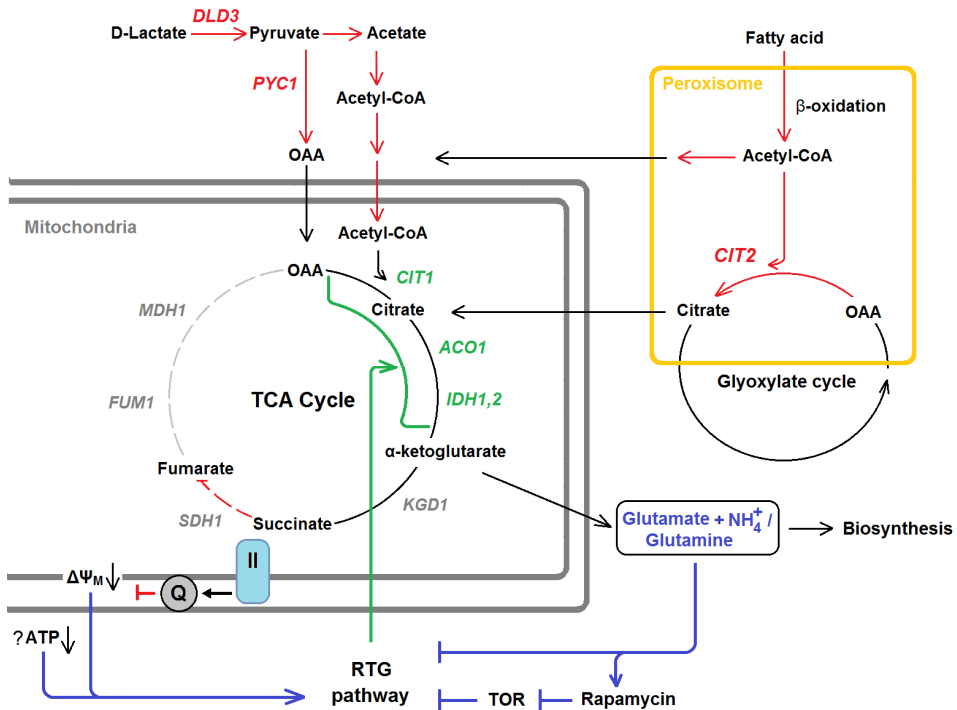 DLD3
D-Lactate
Pyruvate
Acetate
Fatty acid
PYC1
Peroxisome
Acetyl-CoA
β-oxidation
OAA
Acetyl-CoA
Mitochondria
Acetyl-CoA
CIT2
OAA
CIT1
MDH1
Citrate
Citrate
OAA
ACO1
Glyoxylate cycle
FUM1
TCA Cycle
IDH1,2
α-ketoglutarate
Fumarate
KGD1
SDH1
Succinate
Glutamate + NH4+ /
Glutamine
Biosynthesis
II
ΔΨM
Q
?ATP
RTG
pathway
TOR
Rapamycin